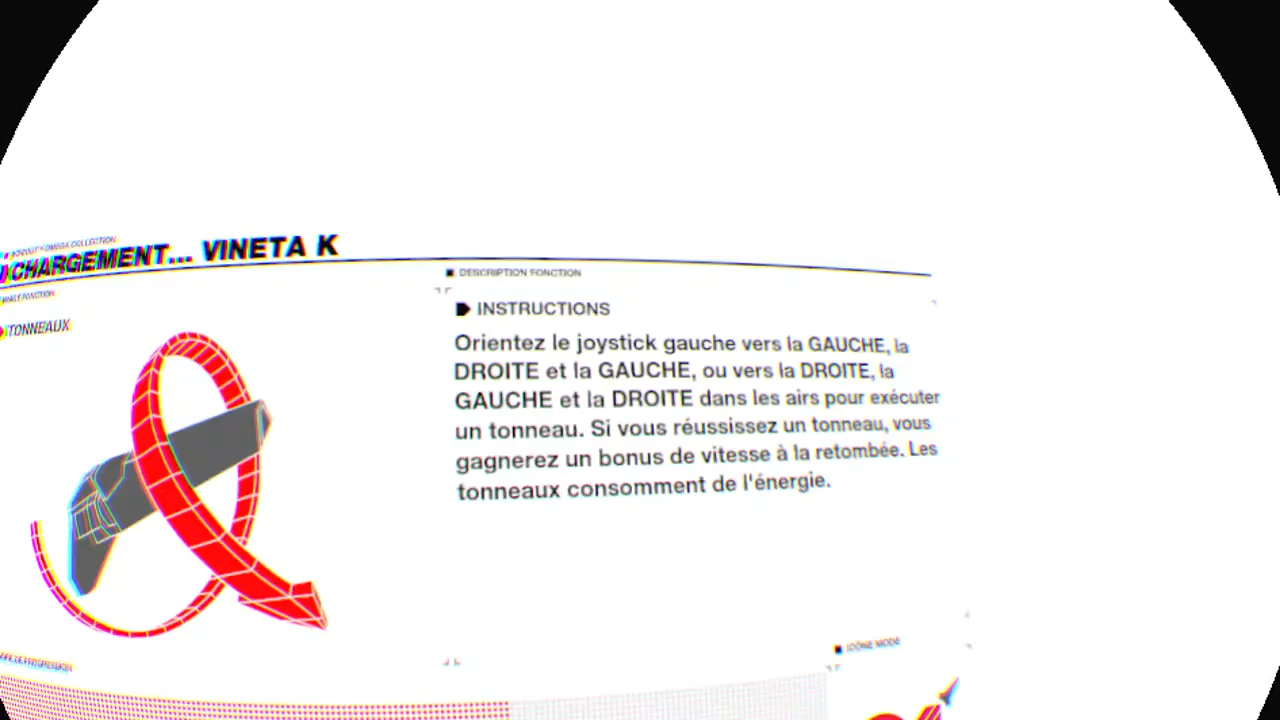 CHARGEMENT... VINETA K
DESCRIPTION FONCTION
TONNEAUX
INSTRUCTIONS
Orientez le joystick gauche vers la GAUCHE, la
DROITE et la GAUCHE, ou vers la DROITE, la
GAUCHE et la DROITE dans les airs pour exécuter
un tonneau. Si vous réussissez un tonneau, vous
gagnerez un bonus de vitesse à la retombée. Les
tonneaux consomment de l'énergie.
ICÔNE MODE